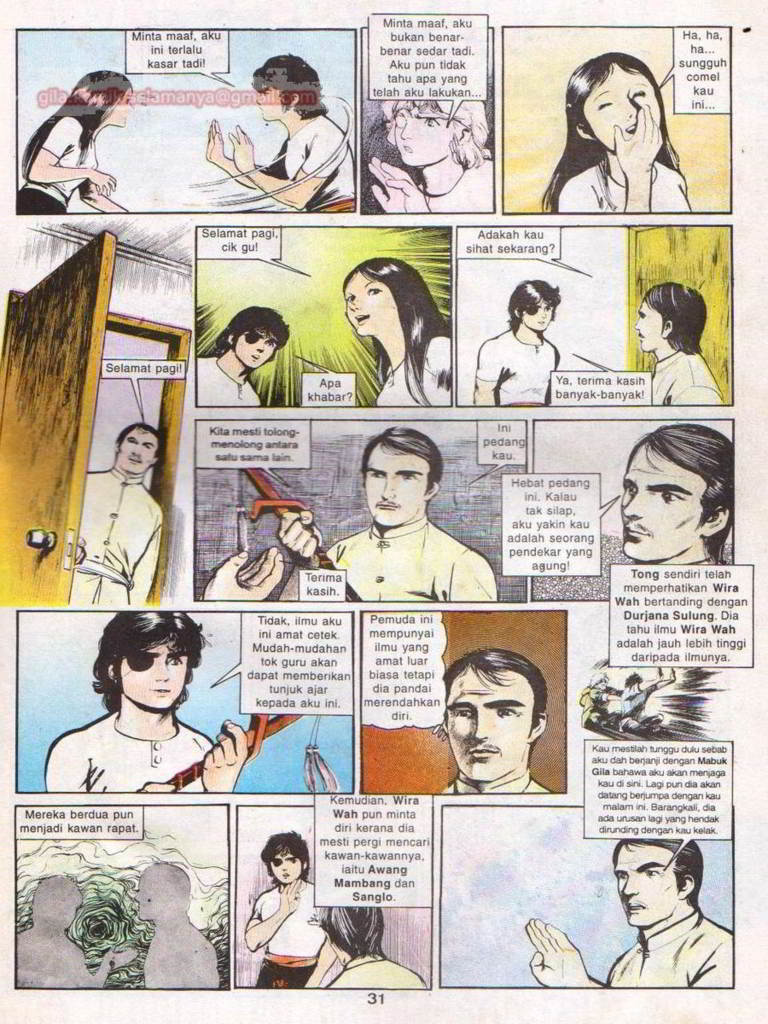 Minta maaf, aku
ini terlalu
kasar tadi!
Minta maaf, aku
bukan benar-
benar sedar tadi.
Aku pun tidak
tahu apa yang
telah aku lakukan...
Ha, ha,
ha...
sungguh
comel
kau
ini...
Selamat pagi!
Selamat pagi,
cik gu!
Apa
khabar?
Adakah kau
sihat sekarang?
Ya, terima kasih
banyak-banyak!
Kita mesti tolong-
menolong antara
satu sama lain.
Ini
pedang
kau.
Terima
kasih.
Hebat pedang
ini. Kalau
tak silap,
aku yakin kau
adalah seorang
pendekar yang
agung!
Tong sendiri telah
memperhatikan Wira
Wah bertanding dengan
Durjana Sulung. Dia
tahu ilmu Wira Wah
adalah jauh lebih tinggi
daripada ilmunya.
Tidak, ilmu aku
ini amat cetek.
Mudah-mudahan
tok guru akan
dapat memberikan
tunjuk ajar
kepada aku ini.
Pemuda ini
mempunyai
ilmu yang
amat luar
biasa tetapi
dia pandai
merendahkan
diri.
Mereka berdua pun
menjadi kawan rapat.
Kemudian, Wira
Wah pun minta
diri kerana dia
mesti pergi mencari
kawan-kawannya,
iaitu Awang
Mambang dan
Sanglo.
Kau mestilah tunggu dulu sebab
aku dah berjanji dengan Mabuk
Gila bahawa aku akan menjaga
kau di sini. Lagi pun dia akan
datang berjumpa dengan kau
malam ini. Barangkali, dia
ada urusan lagi yang hendak
dirunding dengan kau kelak.
31